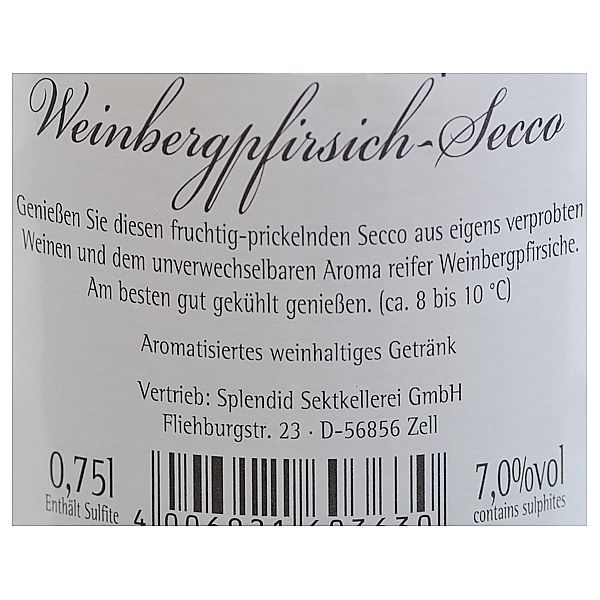 Weinbergpfirsich-Secco
Genießen Sie diesen fruchtig-prickelnden Secco aus eigens verprobten
Weinen und dem unverwechselbaren Aroma reifer Weinbergpfirsiche.
Am besten gut gekühlt genießen. (ca. 8 bis 10 °C)
Aromatisiertes weinhaltiges Getränk
Vertrieb: Splendid Sektkellerei GmbH
Fliehburgstr. 23 · D-56856 Zell
0,75l
Enthält Sulfite
7,0%vol
contains sulphites